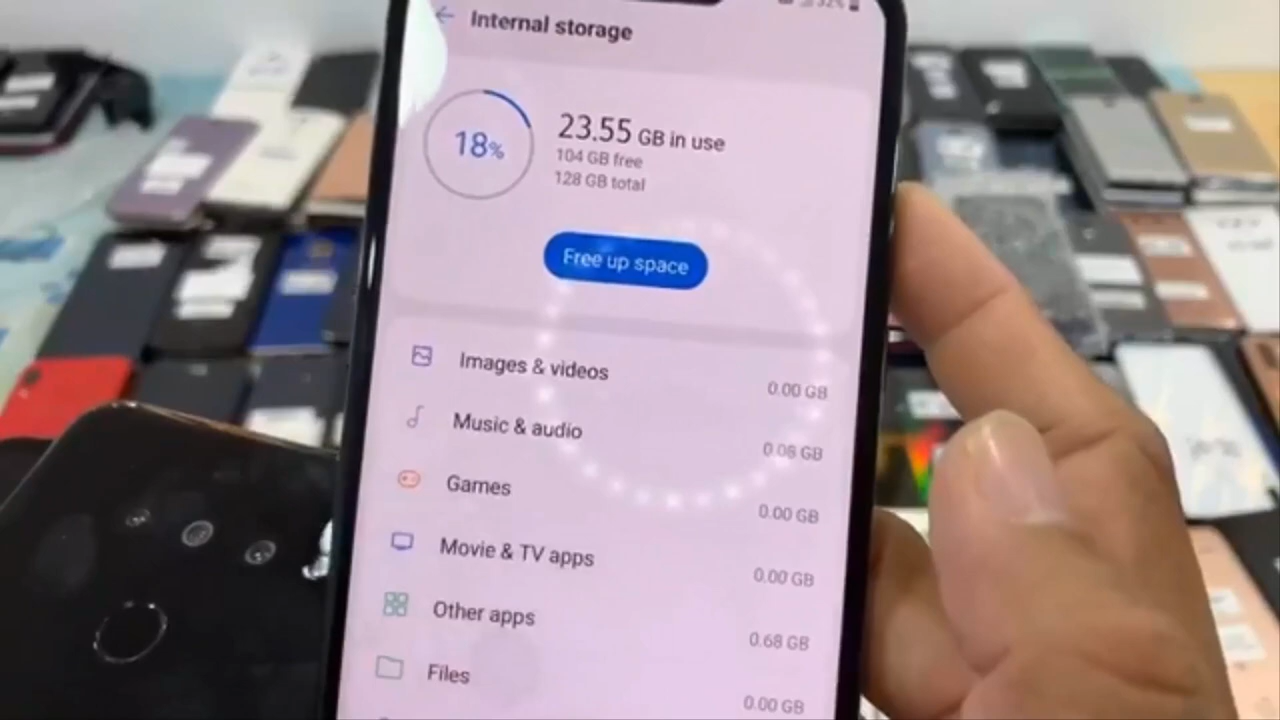 32%
Internal storage
18%
23.55 GB in use
104 GB free
128 GB total
Free up space
Images & videos
0.00 GB
Music & audio
0.08 GB
Games
0.00 GB
Movie & TV apps
0.00 GB
Other apps
0.68 GB
Files
0.00 GB